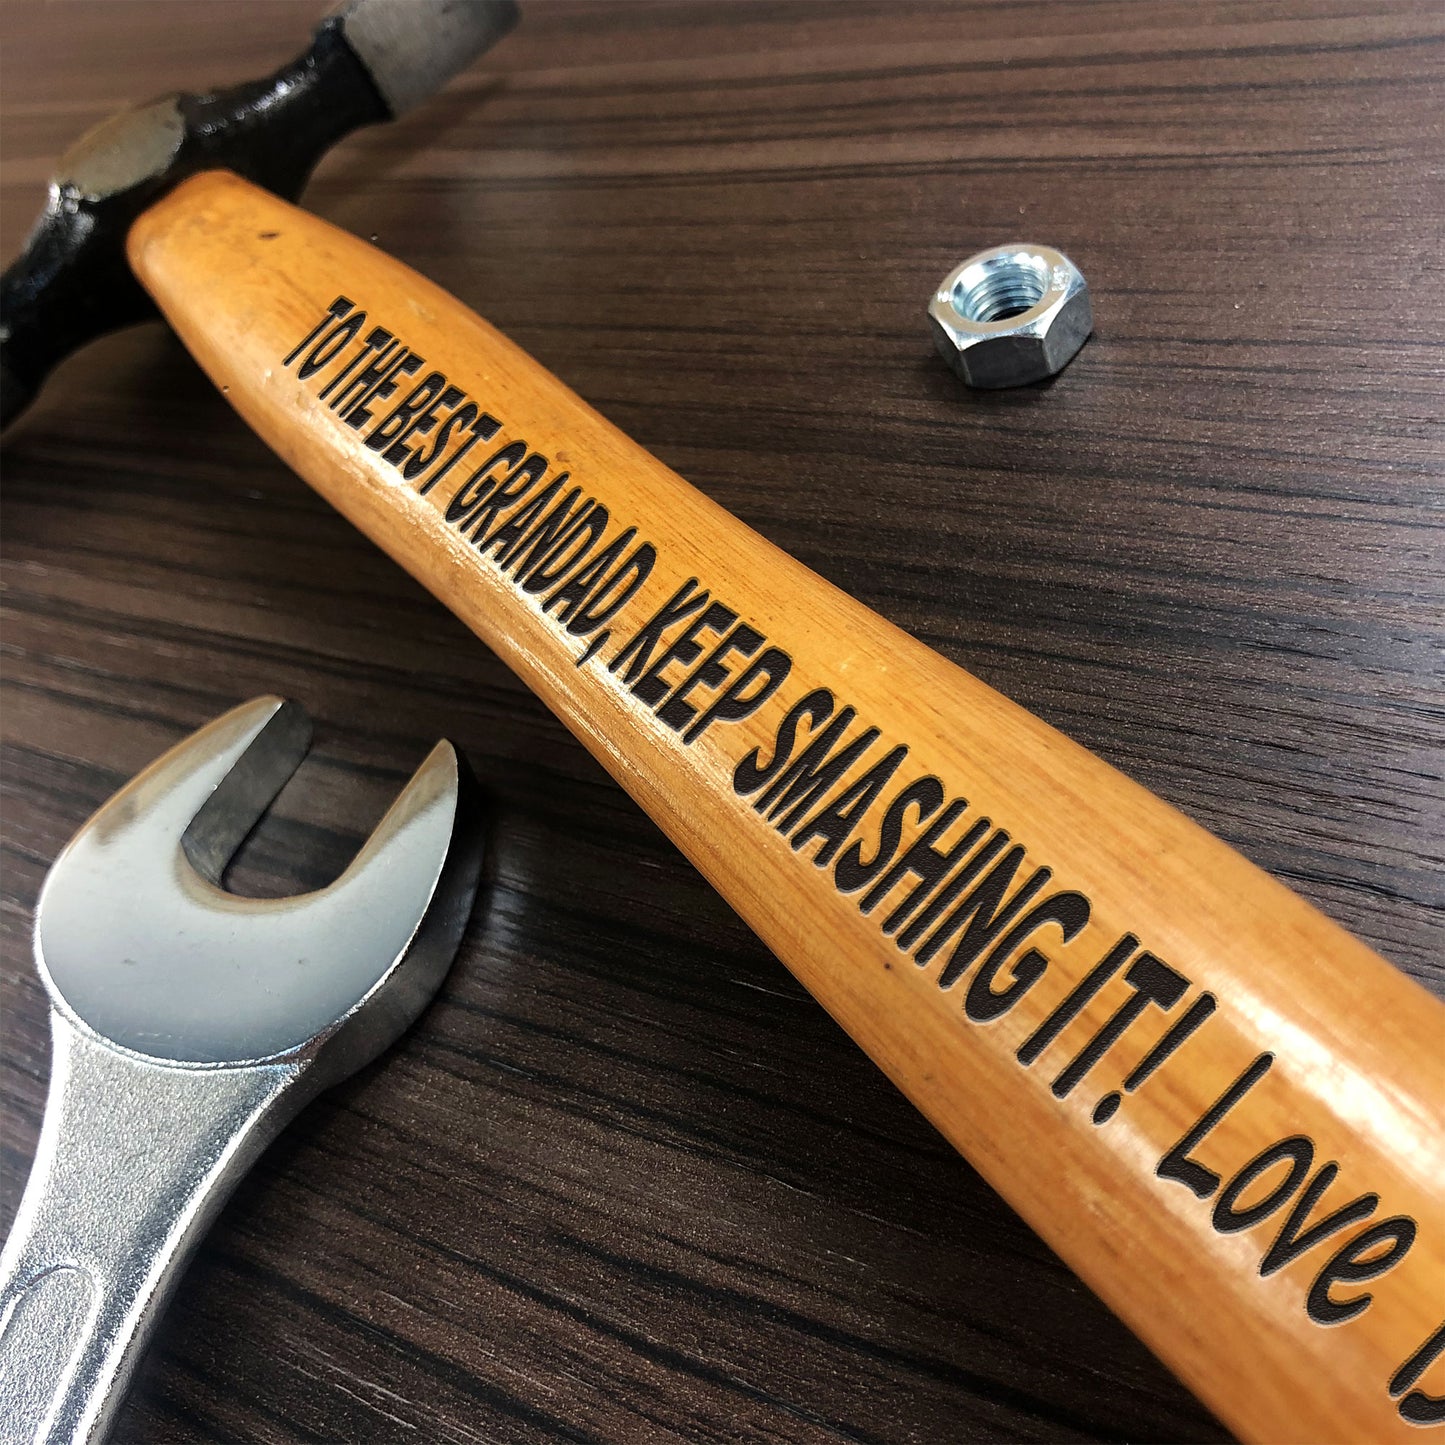 TO THE BEST GRANDAD, KEEP SMASHING IT! Love